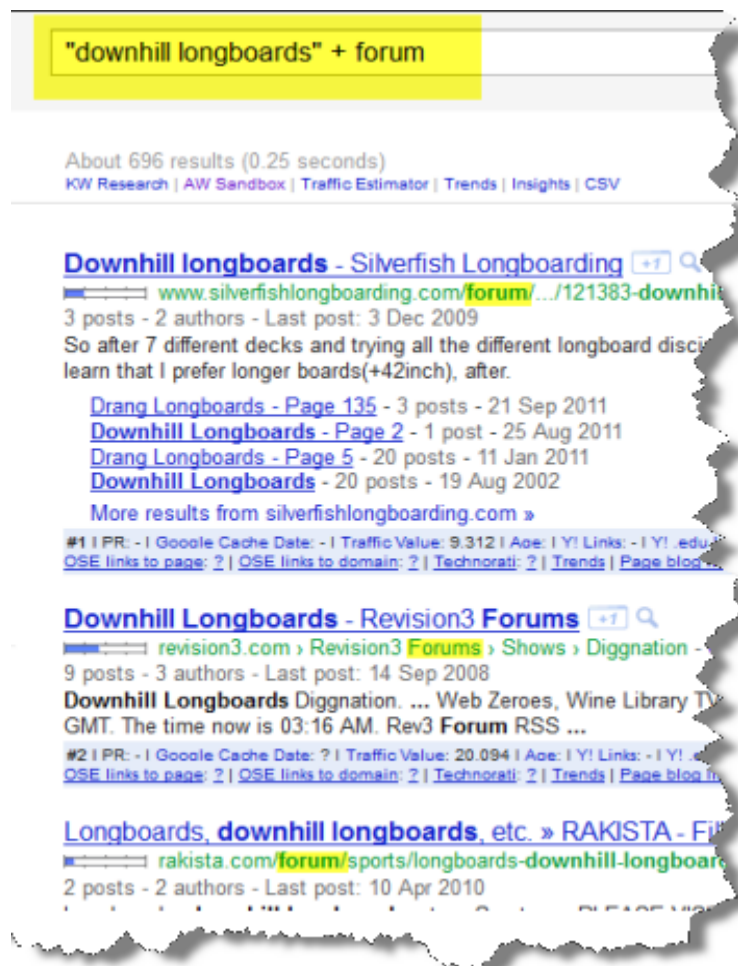 "downhill longboards" + forum
About 696 results (0.25 seconds)
KW Research | AW Sandbox | Traffic Estimator | Trends | Insights | CSV
Downhill longboards - Silverfish Longboarding +1
www.silverfishlongboarding.com/forum/.../121383-downhi
3 posts - 2 authors - Last post: 3 Dec 2009
So after 7 different decks and trying all the different longboard disci
learn that I prefer longer boards(+42inch), after.
Drang Longboards - Page 135 - 3 posts - 21 Sep 2011
Downhill Longboards - Page 2 - 1 post - 25 Aug 2011
Drang Longboards - Page 5 - 20 posts - 11 Jan 2011
Downhill Longboards - 20 posts - 19 Aug 2002
More results from silverfishlongboarding.com »
#1 | PR: - | Google Cache Date: - | Traffic Value: 9.312 | Age: | Y! Links: - | Y! .edu
OSE links to page: ? | OSE links to domain: ? | Technorati: ? | Trends | Page blog
Downhill Longboards - Revision3 Forums +1
revision3.com › Revision3 Forums › Shows › Diggnation -
9 posts - 3 authors - Last post: 14 Sep 2008
Downhill Longboards Diggnation. ... Web Zeroes, Wine Library TV
GMT. The time now is 03:16 AM. Rev3 Forum RSS ...
#2 | PR: - | Google Cache Date: ? | Traffic Value: 20.094 | Age: | Y! Links: - | Y!
OSE links to page: ? | OSE links to domain: ? | Technorati: ? | Trends | Page blog
Longboards, downhill longboards, etc. » RAKISTA - Fil
rakista.com/forum/sports/longboards-downhill-longboard
2 posts - 2 authors - Last post: 10 Apr 2010